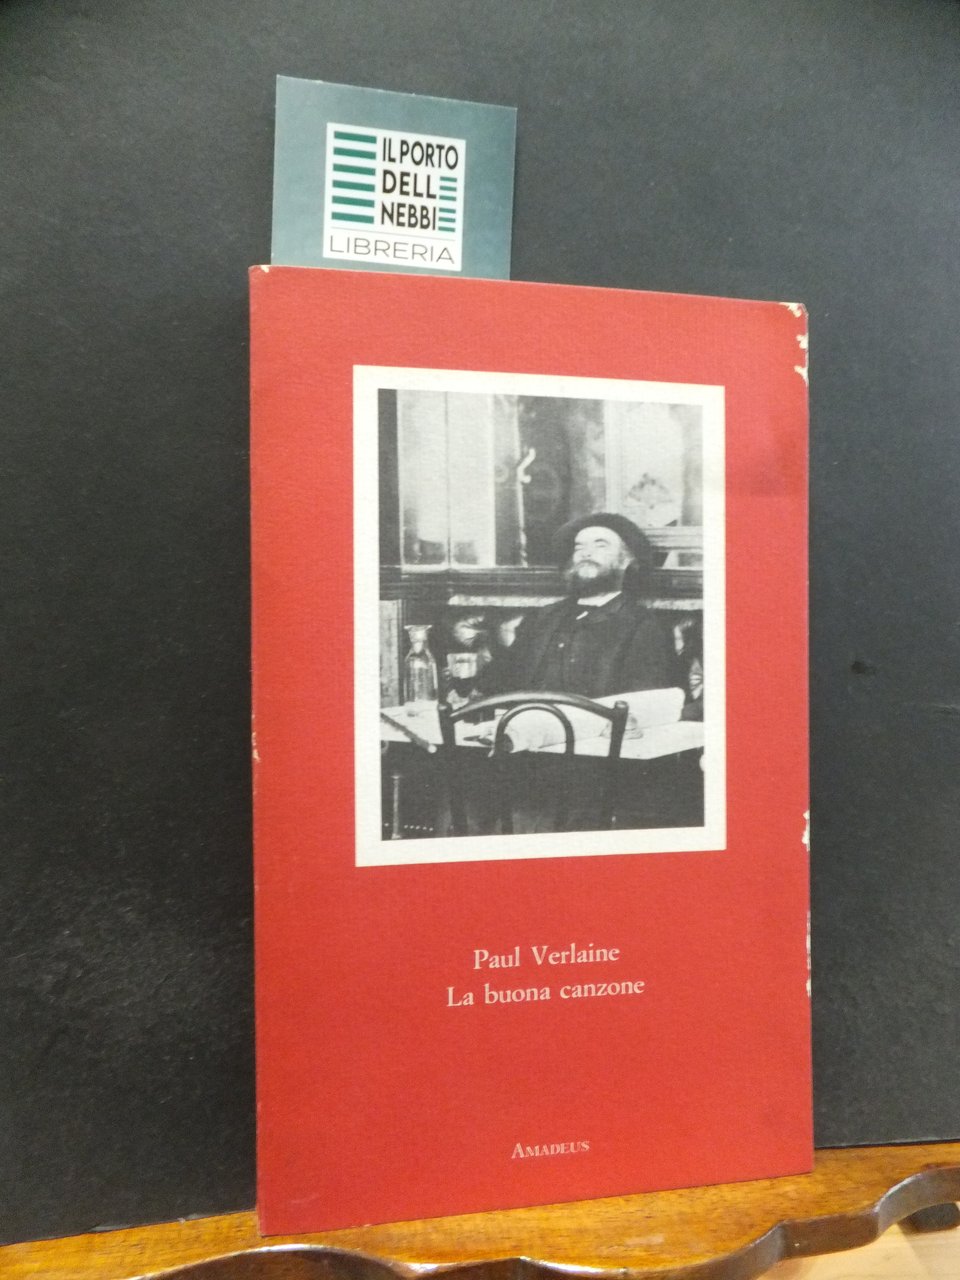 IL PORTO
DELL
NEBBI
LIBRERIA
Paul Verlaine
La buona canzone
AMADEUS